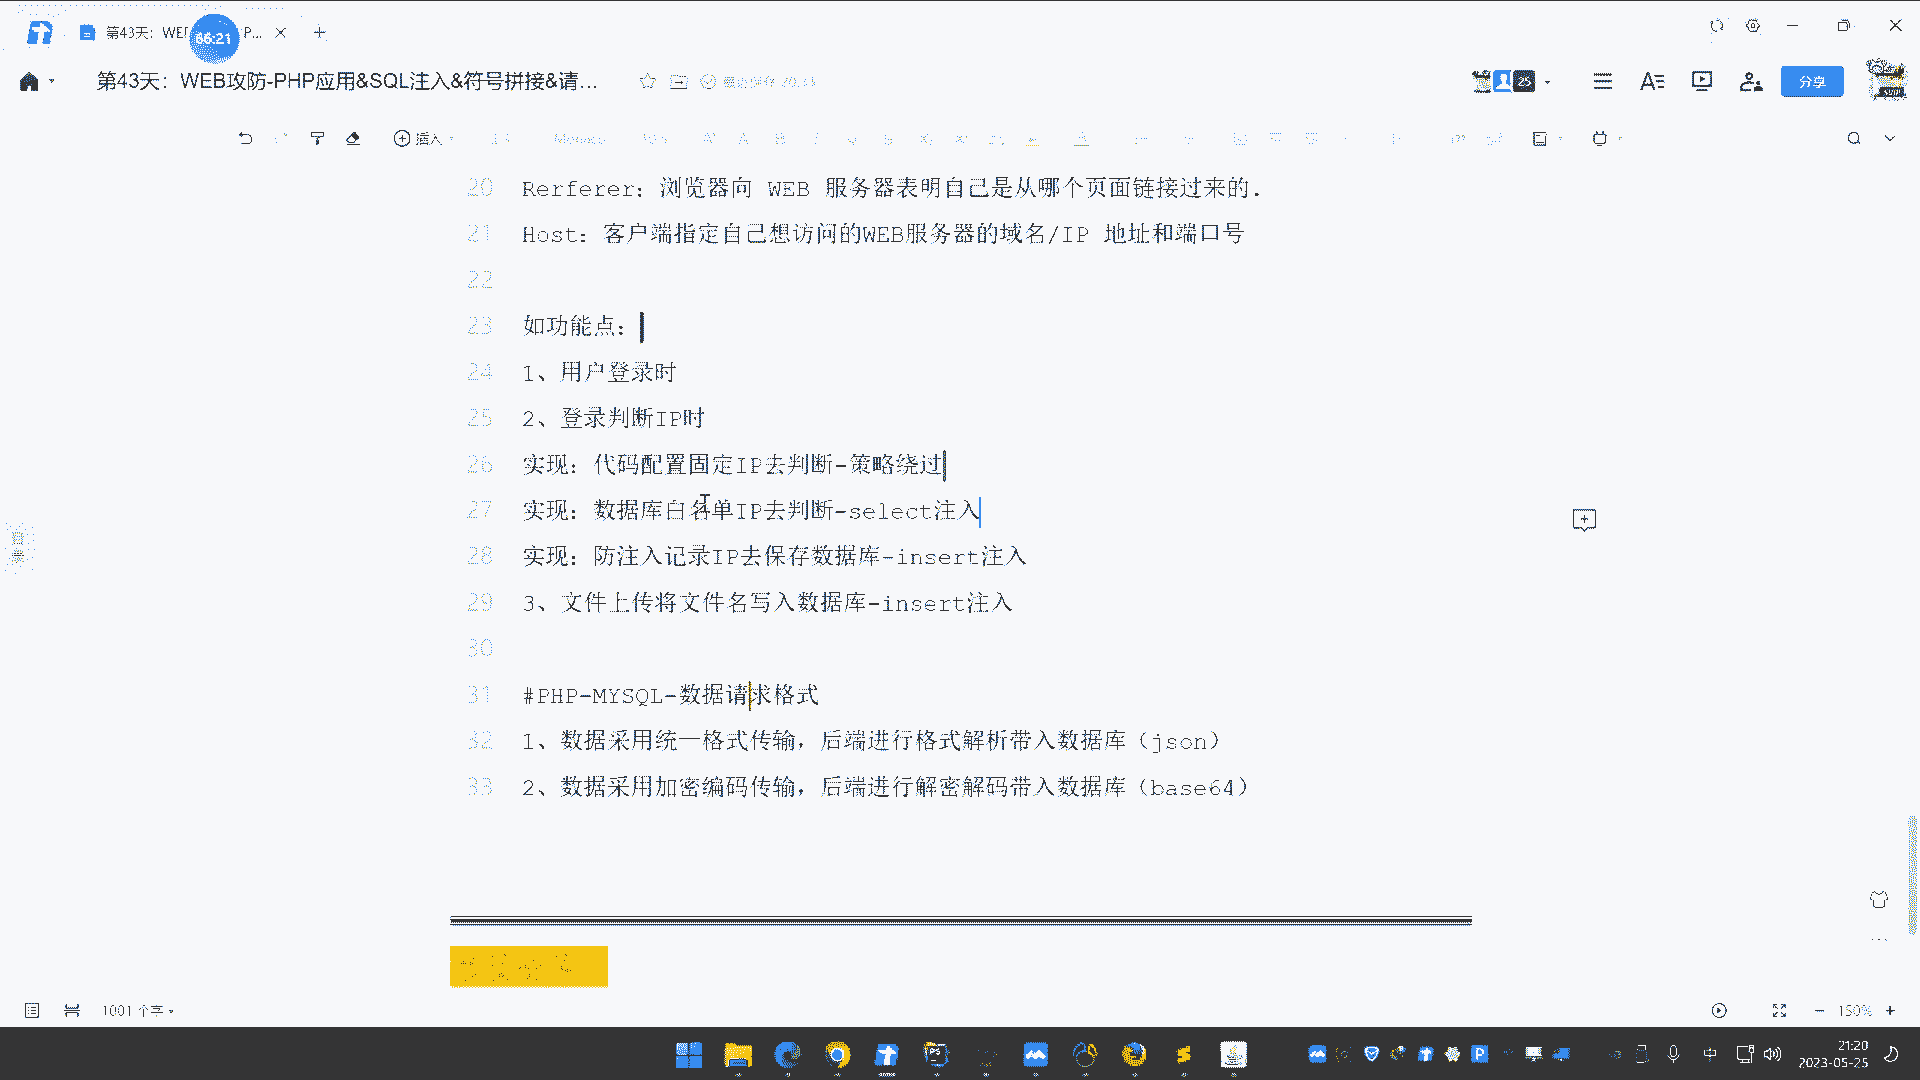 第43天：WEB
P...
66:21
第43天：WEB攻防-PHP应用&SQL注入&符号拼接&请...
25
分享
插入
20 Rerferer：浏览器向 WEB 服务器表明自己是从哪个页面链接过来的.
21 Host：客户端指定自己想访问的WEB服务器的域名/IP 地址和端口号
22
23 如功能点：
24 1、用户登录时
25 2、登录判断IP时
26 实现：代码配置固定IP去判断-策略绕过
27 实现：数据库白名单IP去判断-select注入
28 实现：防注入记录IP去保存数据库-insert注入
29 3、文件上传将文件名写入数据库-insert注入
30
31 #PHP-MYSQL-数据请求格式
32 1、数据采用统一格式传输，后端进行格式解析带入数据库（json）
33 2、数据采用加密编码传输，后端进行解密解码带入数据库（base64）
1001 个字
150%
中
21:20
2023-05-25